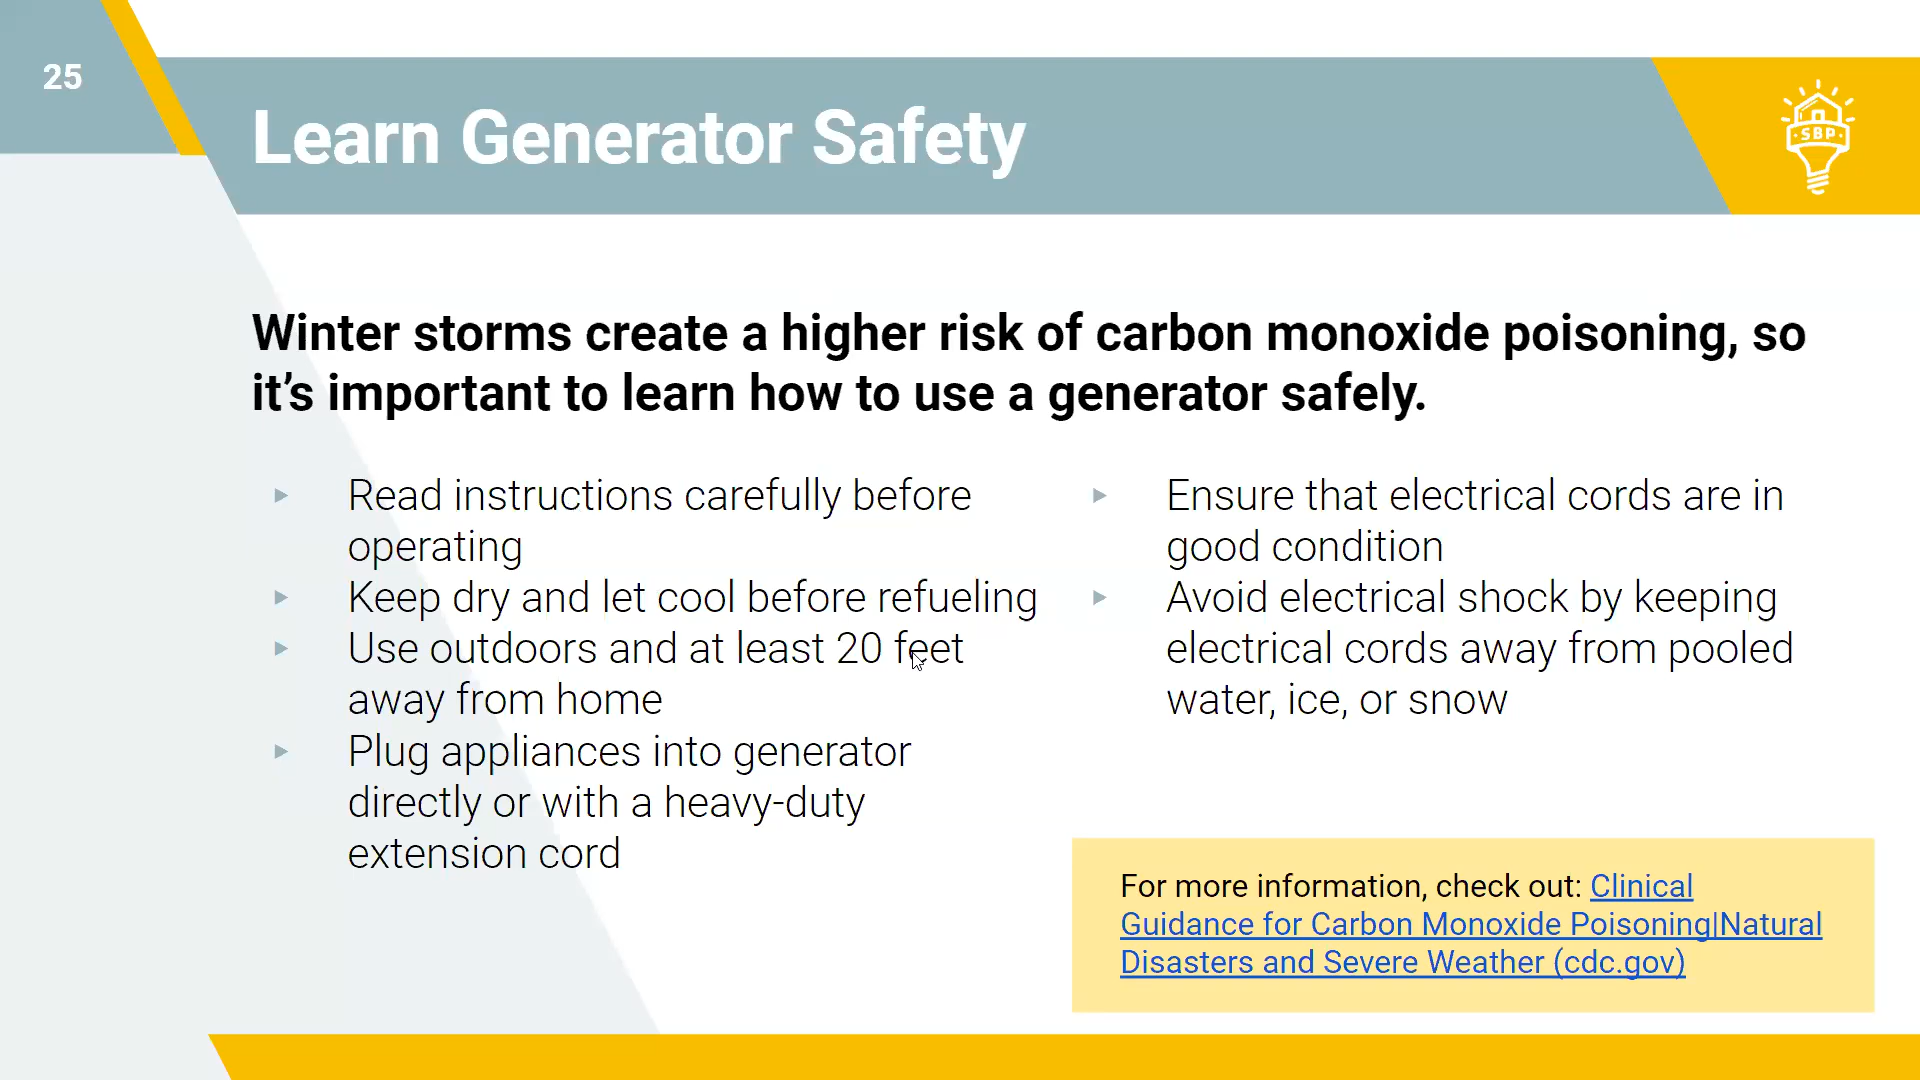 25
Learn Generator Safety
SBP
Winter storms create a higher risk of carbon monoxide poisoning, so
it’s important to learn how to use a generator safely.
Read instructions carefully before
operating
Keep dry and let cool before refueling
Use outdoors and at least 20 feet
away from home
Plug appliances into generator
directly or with a heavy-duty
extension cord
Ensure that electrical cords are in
good condition
Avoid electrical shock by keeping
electrical cords away from pooled
water, ice, or snow
For more information, check out: Clinical
Guidance for Carbon Monoxide Poisoning|Natural
Disasters and Severe Weather (cdc.gov)